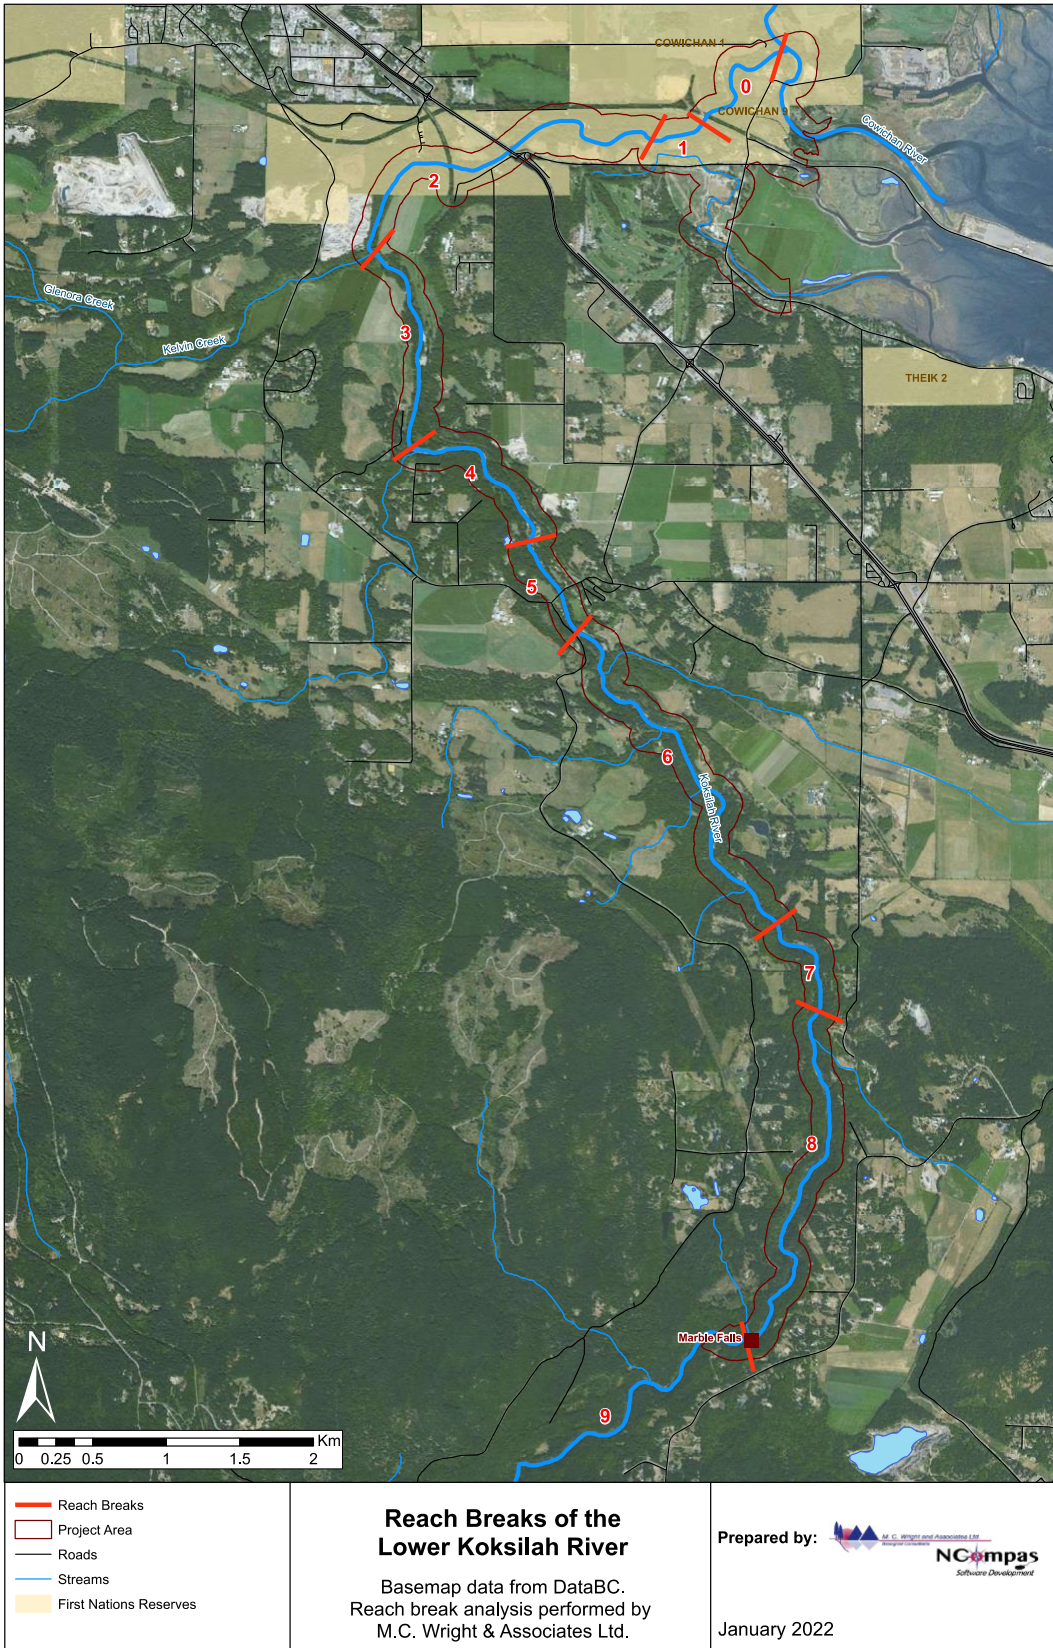 COWICHAN 1
0
COWICHAN 9
Cowichan River
1
2
Glenora Creek
Kelvin Creek
3
THEIK 2
4
5
6
Koksilah River
7
8
Marble Falls
9
N
Km
0 0.25 0.5 1 1.5 2
Reach Breaks
Project Area
Roads
Streams
First Nations Reserves
Reach Breaks of the
Lower Koksilah River
Basemap data from DataBC.
Reach break analysis performed by
M.C. Wright & Associates Ltd.
Prepared by:
M. C. Wright and Associates Ltd.
Biological Consultants
NCompas
Software Development
January 2022